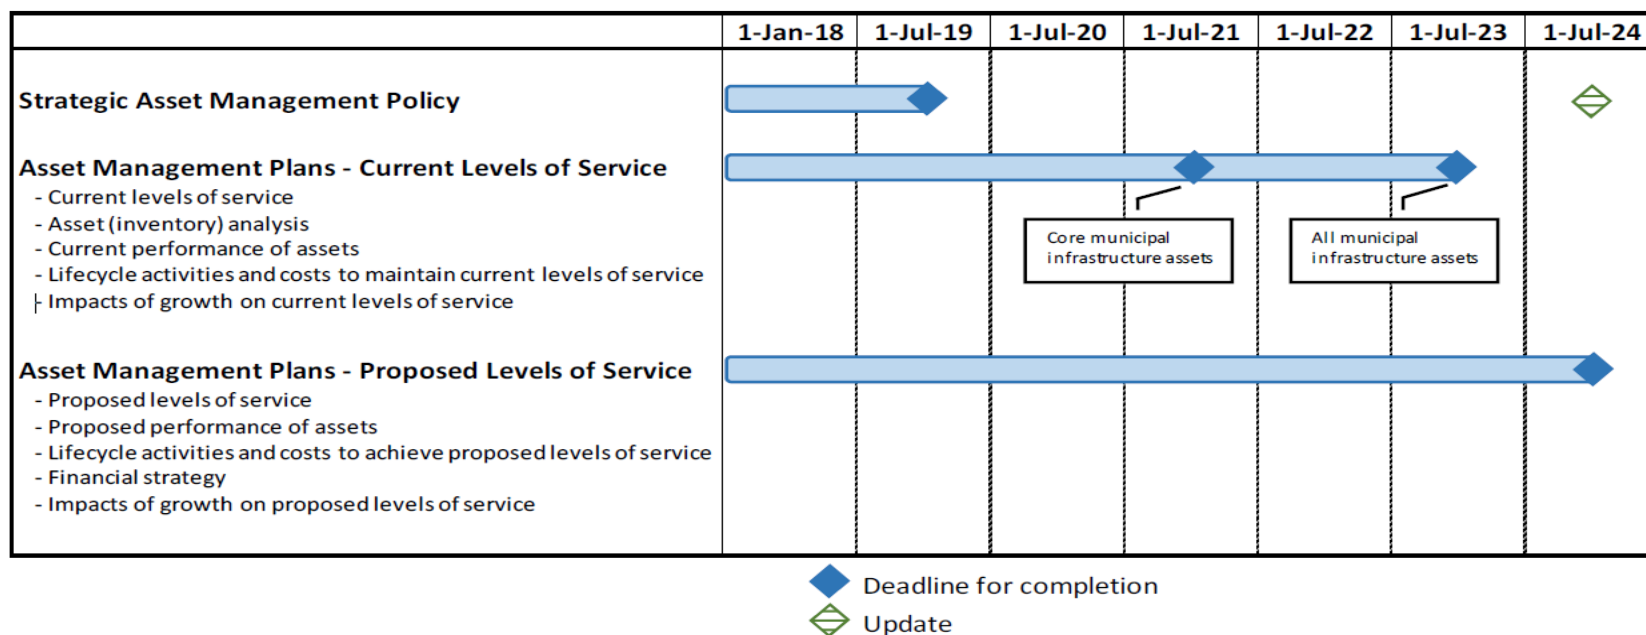 1-Jan-18 1-Jul-19 1-Jul-20 1-Jul-21 1-Jul-22 1-Jul-23 1-Jul-24
Strategic Asset Management Policy
Asset Management Plans - Current Levels of Service
- Current levels of service
- Asset (inventory) analysis
- Current performance of assets
- Lifecycle activities and costs to maintain current levels of service
- Impacts of growth on current levels of service
Core municipal
infrastructure assets
All municipal
infrastructure assets
Asset Management Plans - Proposed Levels of Service
- Proposed levels of service
- Proposed performance of assets
- Lifecycle activities and costs to achieve proposed levels of service
- Financial strategy
- Impacts of growth on proposed levels of service
Deadline for completion
Update